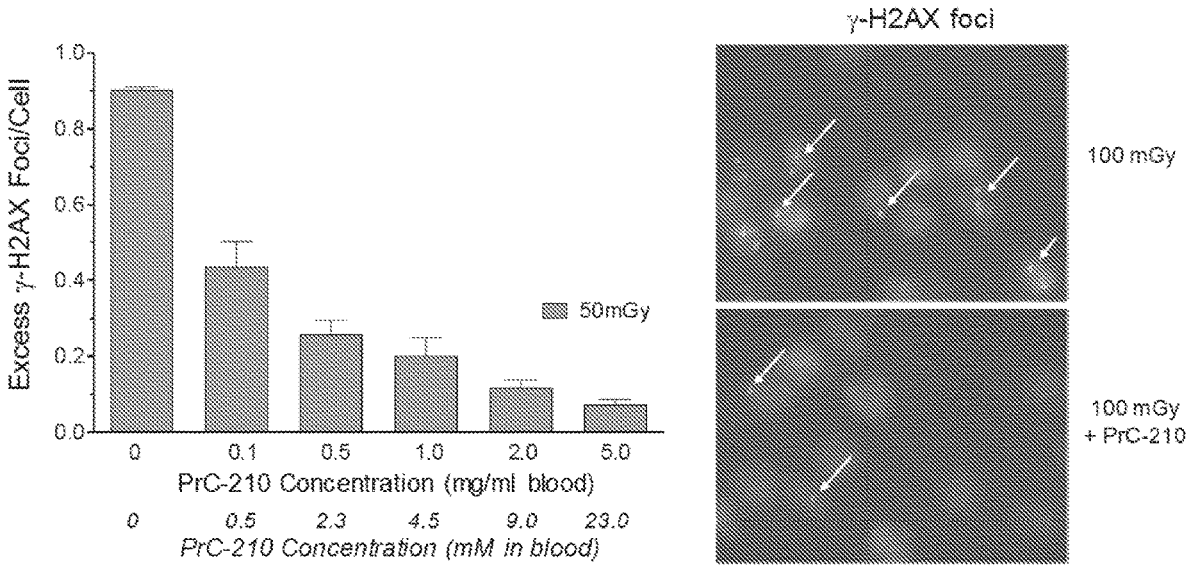 Excess γ-H2AX Foci/Cell
1.0
0.8
0.6
0.4
0.2
0.0
50mGy
0 0.1 0.5 1.0 2.0 5.0
PrC-210 Concentration (mg/ml blood)
0 0.5 2.3 4.5 9.0 23.0
PrC-210 Concentration (mM in blood)
γ-H2AX foci
100 mGy
100 mGy
+ PrC-210